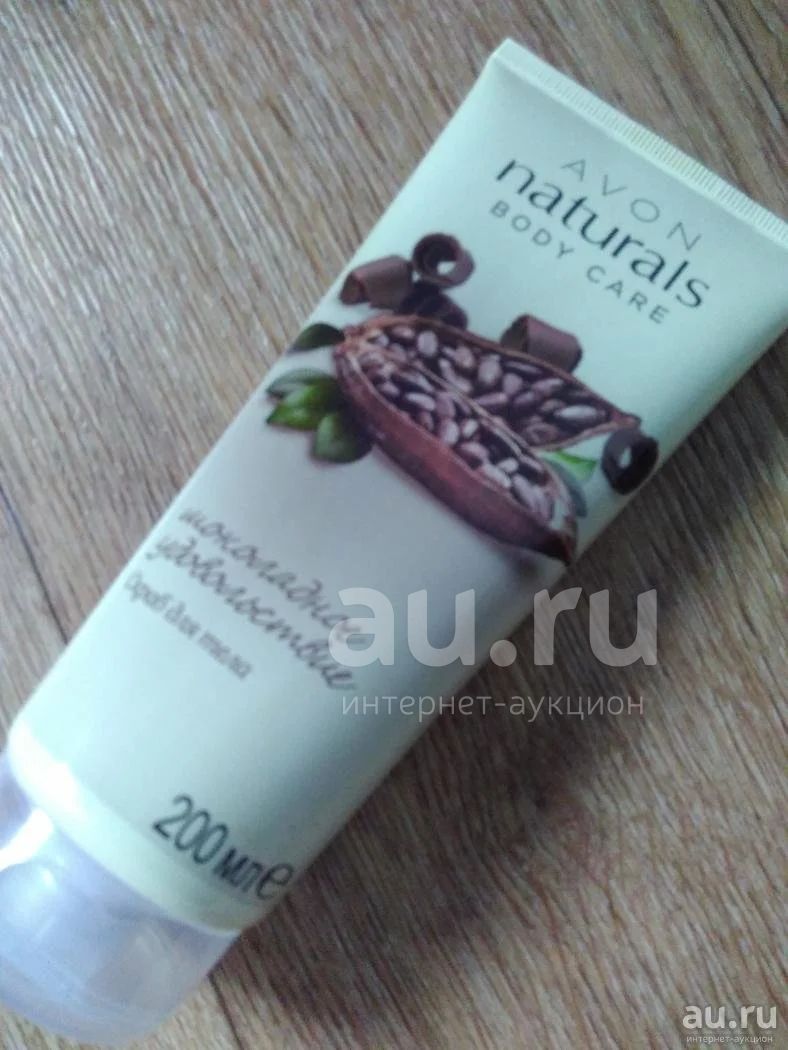 AVON
naturals
BODY CARE
шоколадное
удовольствие
Скраб для тела
200 мл e
au.ru
интернет-аукцион
au.ru
интернет-аукцион